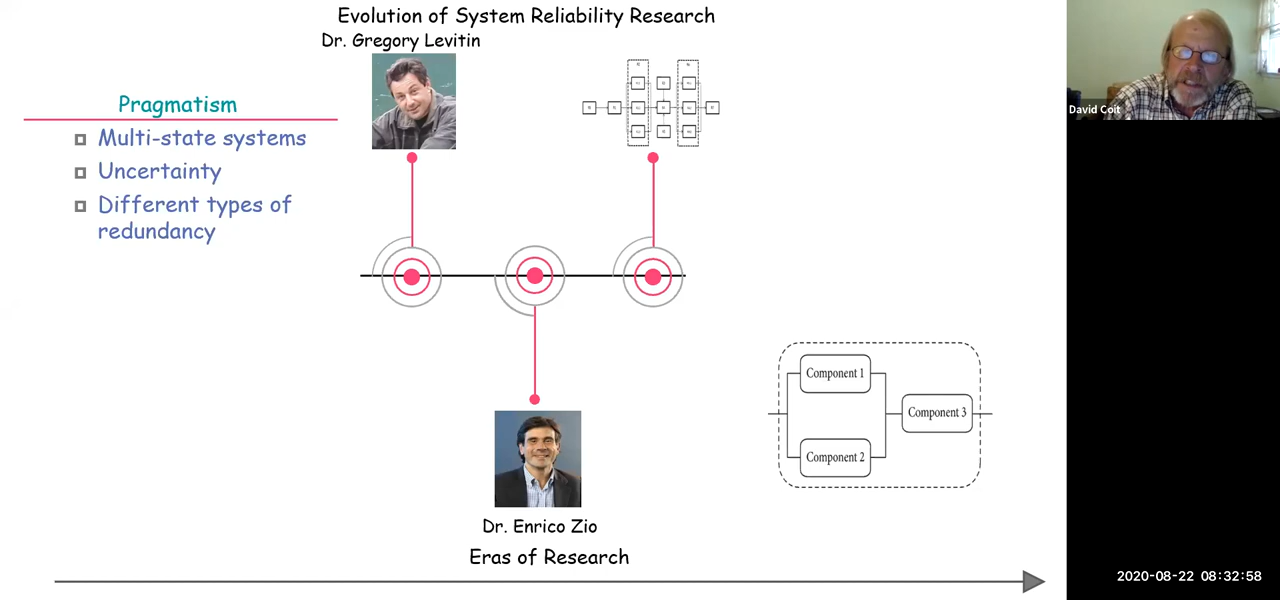 Evolution of System Reliability Research
Dr. Gregory Levitin
Pragmatism
Multi-state systems
Uncertainty
Different types of
redundancy
David Coit
Component 1
Component 3
Component 2
Dr. Enrico Zio
Eras of Research
2020-08-22 08:32:58